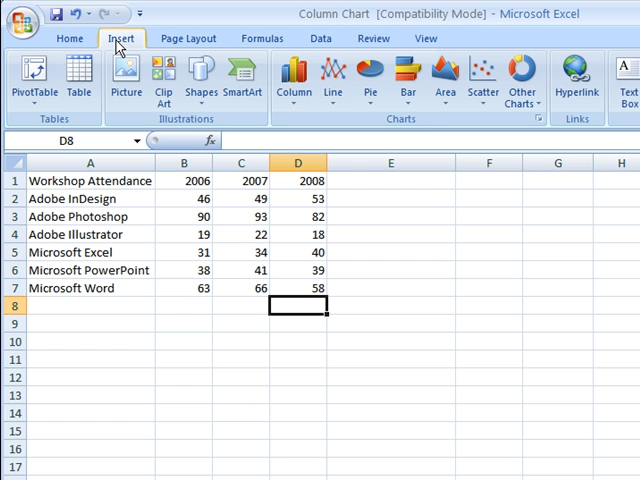 Column Chart [Compatibility Mode] - Microsoft Excel
Home Insert Page Layout Formulas Data Review View
PivotTable Table Picture Clip Art Shapes SmartArt Column Line Pie Bar Area Scatter Other Charts Hyperlink Text Box
Tables Illustrations Charts Links
D8 fx
A B C D E F G H
1 Workshop Attendance 2006 2007 2008
2 Adobe InDesign 46 49 53
3 Adobe Photoshop 90 93 82
4 Adobe Illustrator 19 22 18
5 Microsoft Excel 31 34 40
6 Microsoft PowerPoint 38 41 39
7 Microsoft Word 63 66 58
8
9
10
11
12
13
14
15
16
17